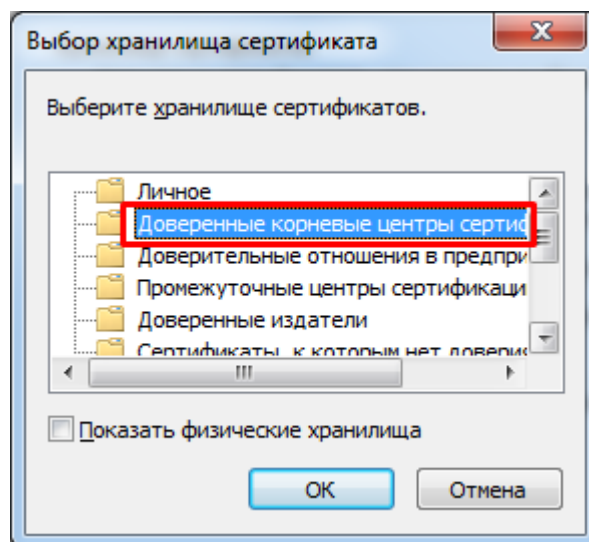 Выбор хранилища сертификата
Выберите хранилище сертификатов.
Личное
Доверенные корневые центры сертиф
Доверительные отношения в предпри
Промежуточные центры сертификаци
Доверенные издатели
Сертификаты, к которым нет доверия
Показать физические хранилища
ОК
Отмена